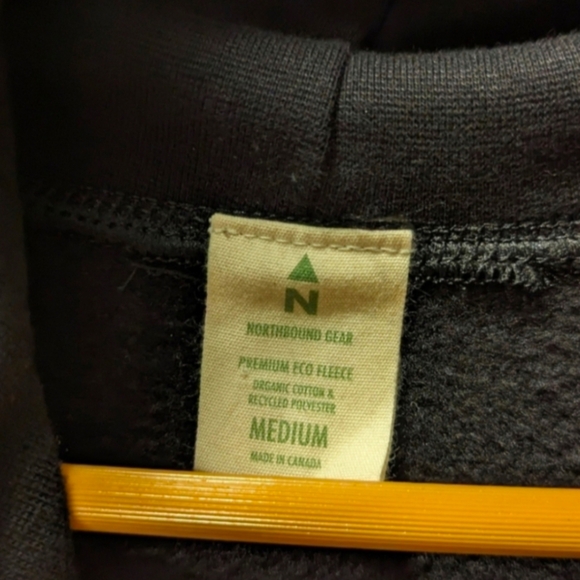 N
NORTHBOUND GEAR
PREMIUM ECO FLEECE
ORGANIC COTTON &
RECYCLED POLYESTER
MEDIUM
MADE IN CANADA